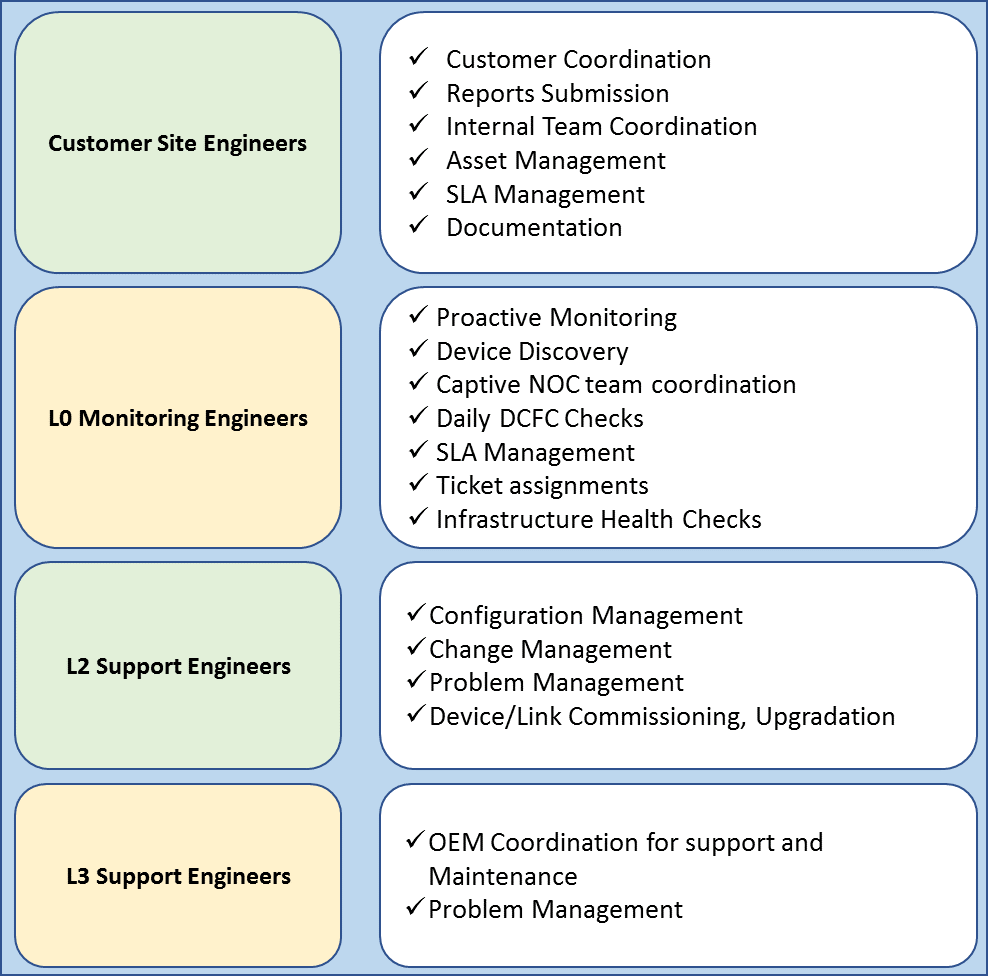 Customer Site Engineers
✓ Customer Coordination
✓ Reports Submission
✓ Internal Team Coordination
✓ Asset Management
✓ SLA Management
✓ Documentation
L0 Monitoring Engineers
✓ Proactive Monitoring
✓ Device Discovery
✓ Captive NOC team coordination
✓ Daily DCFC Checks
✓ SLA Management
✓ Ticket assignments
✓ Infrastructure Health Checks
L2 Support Engineers
✓ Configuration Management
✓ Change Management
✓ Problem Management
✓ Device/Link Commissioning, Upgradation
L3 Support Engineers
✓ OEM Coordination for support and
Maintenance
✓ Problem Management